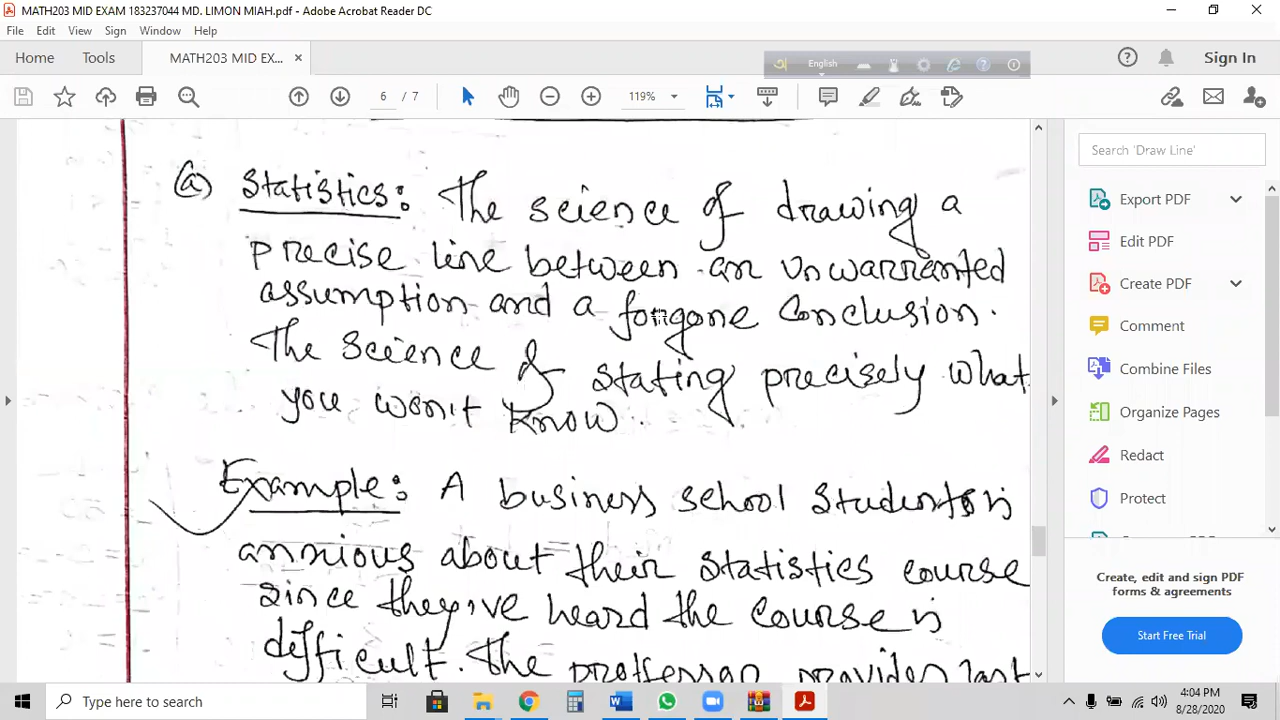 MATH203 MID EXAM 183237044 MD. LIMON MIAH.pdf - Adobe Acrobat Reader DC
File Edit View Sign Window Help
Home Tools MATH203 MID EX... × English Sign In
6 / 7 119%
Search 'Draw Line'
(a) Statistics: The science of drawing a
precise line between an unwarranted
assumption and a forgone conclusion.
The science of stating precisely what
you won't know.
Example: A business school students is
annious about their statistics course
since they've heard the course is
difficult. The proffessor provides last
Export PDF
Edit PDF
Create PDF
Comment
Combine Files
Organize Pages
Redact
Protect
Create, edit and sign PDF
forms & agreements
Start Free Trial
Type here to search
4:04 PM
8/28/2020